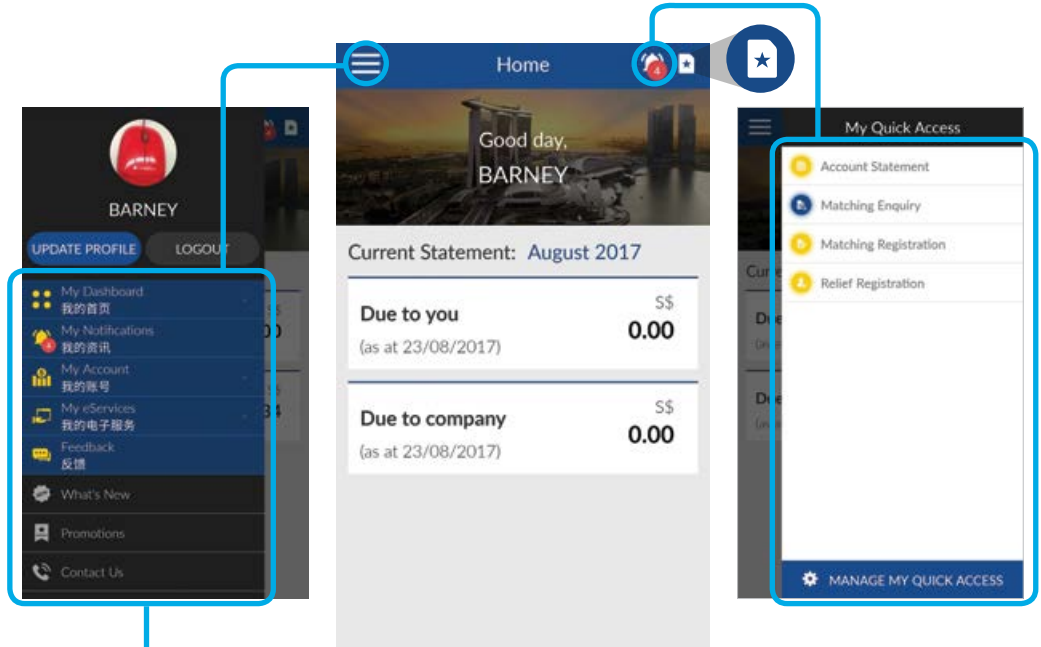 BARNEY
UPDATE PROFILE LOGOUT
My Dashboard
我的首页
My Notifications
我的资讯
4
My Account
我的账号
My eServices
我的电子服务
Feedback
反馈
What's New
Promotions
Contact Us
Home
4
Good day,
BARNEY
Current Statement: August 2017
Due to you S$
(as at 23/08/2017) 0.00
Due to company S$
(as at 23/08/2017) 0.00
My Quick Access
Account Statement
Matching Enquiry
Matching Registration
Relief Registration
MANAGE MY QUICK ACCESS